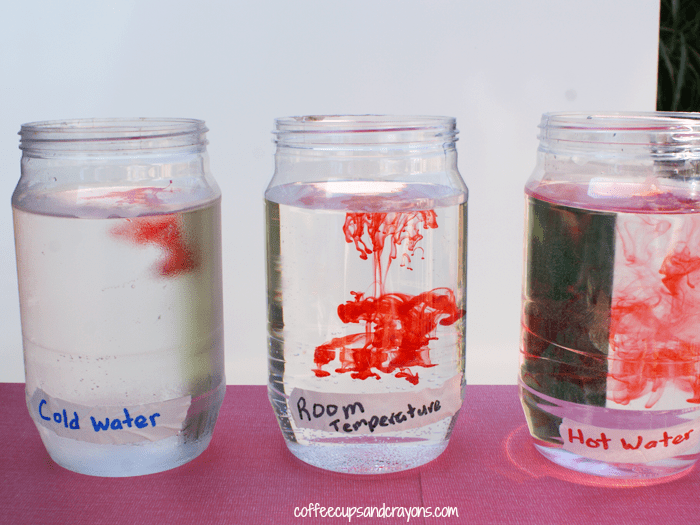 Cold water
Room
Temperature
Hot Water
coffeecupsandcrayons.com